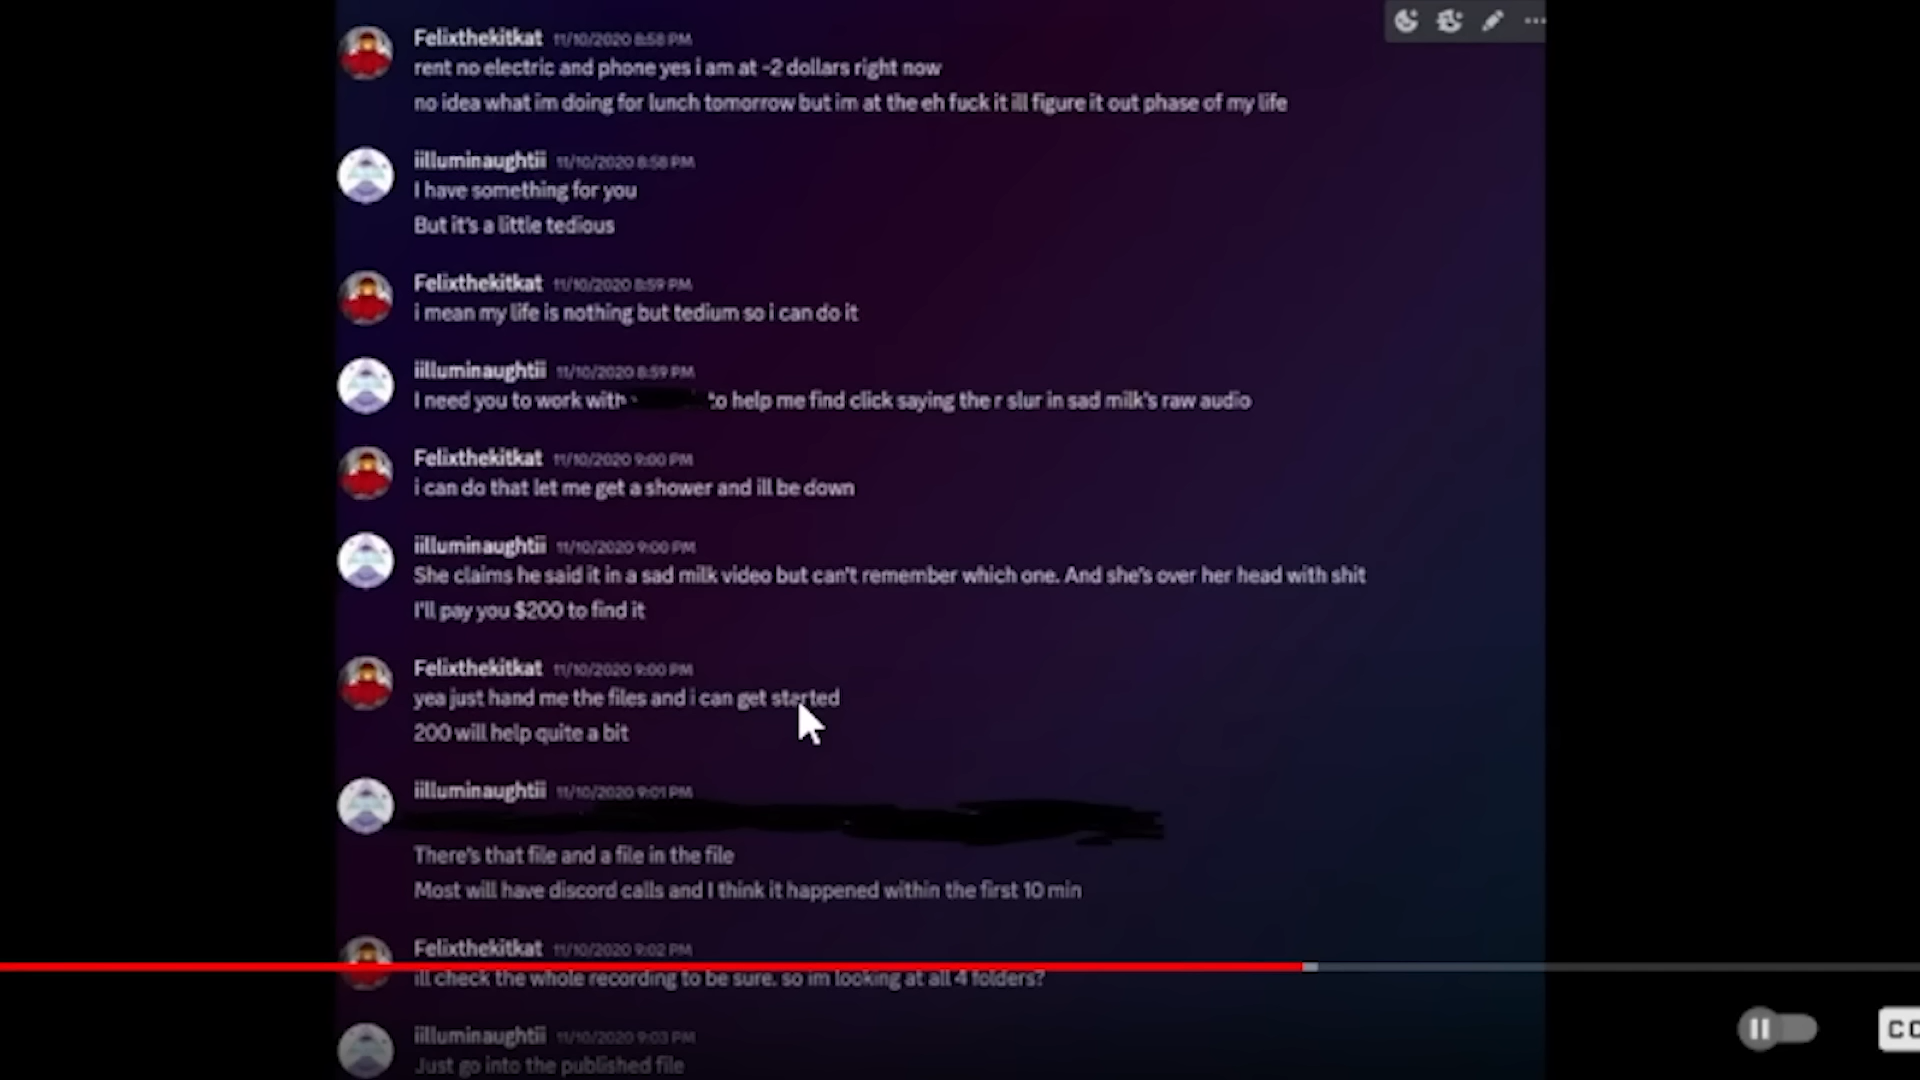 Felixthekitkat 11/10/2020 8:58 PM
rent no electric and phone yes i am at -2 dollars right now
no idea what im doing for lunch tomorrow but im at the eh fuck it ill figure it out phase of my life
iilluminaughtii 11/10/2020 8:58 PM
I have something for you
But it's a little tedious
Felixthekitkat 11/10/2020 8:59 PM
i mean my life is nothing but tedium so i can do it
iilluminaughtii 11/10/2020 8:59 PM
I need you to work with to help me find click saying the r slur in sad milk's raw audio
Felixthekitkat 11/10/2020 9:00 PM
i can do that let me get a shower and ill be down
iilluminaughtii 11/10/2020 9:00 PM
She claims he said it in a sad milk video but can't remember which one. And she's over her head with shit
I'll pay you $200 to find it
Felixthekitkat 11/10/2020 9:00 PM
yea just hand me the files and i can get started
200 will help quite a bit
iilluminaughtii 11/10/2020 9:01 PM
There's that file and a file in the file
Most will have discord calls and I think it happened within the first 10 min
Felixthekitkat 11/10/2020 9:02 PM
ill check the whole recording to be sure. so im looking at all 4 folders?
iilluminaughtii 11/10/2020 9:03 PM
Just go into the published file